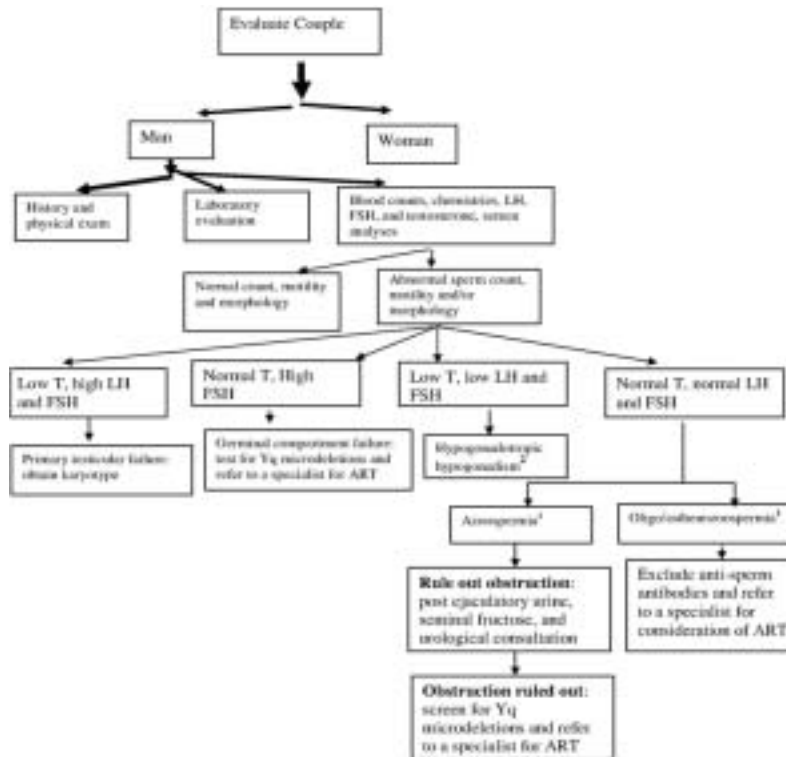 Evaluate Couple
Man
Woman
History and
physical exam
Laboratory
evaluation
Blood counts, chemistries, LH,
FSH, and testosterone, semen
analyses
Normal count, motility
and morphology
Abnormal sperm count,
motility and/or
morphology
Low T, high LH
and FSH
Normal T, High
FSH
Low T, low LH and
FSH
Normal T, normal LH
and FSH
Primary testicular failure:
obtain karyotype
Germinal compartment failure:
test for Yq microdeletions and
refer to a specialist for ART
Hypogonadotropic
hypogonadism²
Azoospermia¹
Rule out obstruction:
post ejaculatory urine,
seminal fructose, and
urological consultation
Exclude anti-sperm
antibodies and refer
to a specialist for
consideration of ART
Obstruction ruled out:
screen for Yq
microdeletions and refer
to a specialist for ART